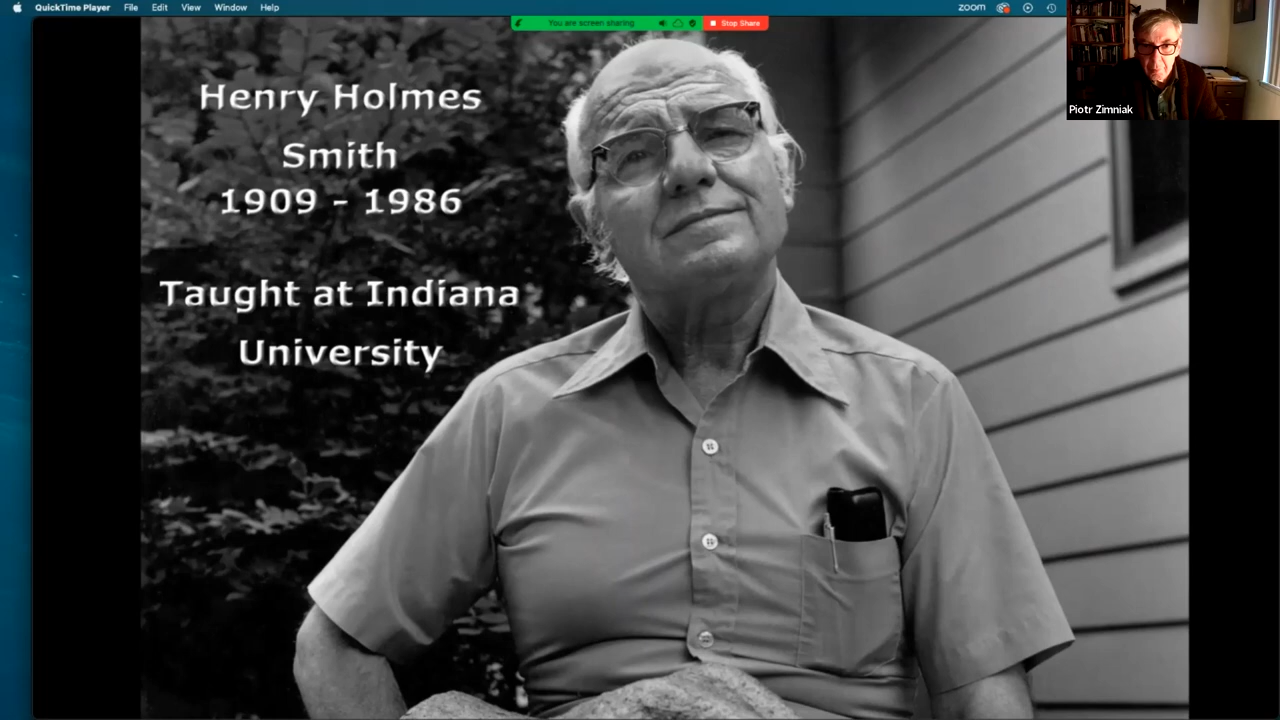 QuickTime Player File Edit View Window Help zoom
You are screen sharing Stop Share
Piotr Zimniak
Henry Holmes
Smith
1909 - 1986
Taught at Indiana
University